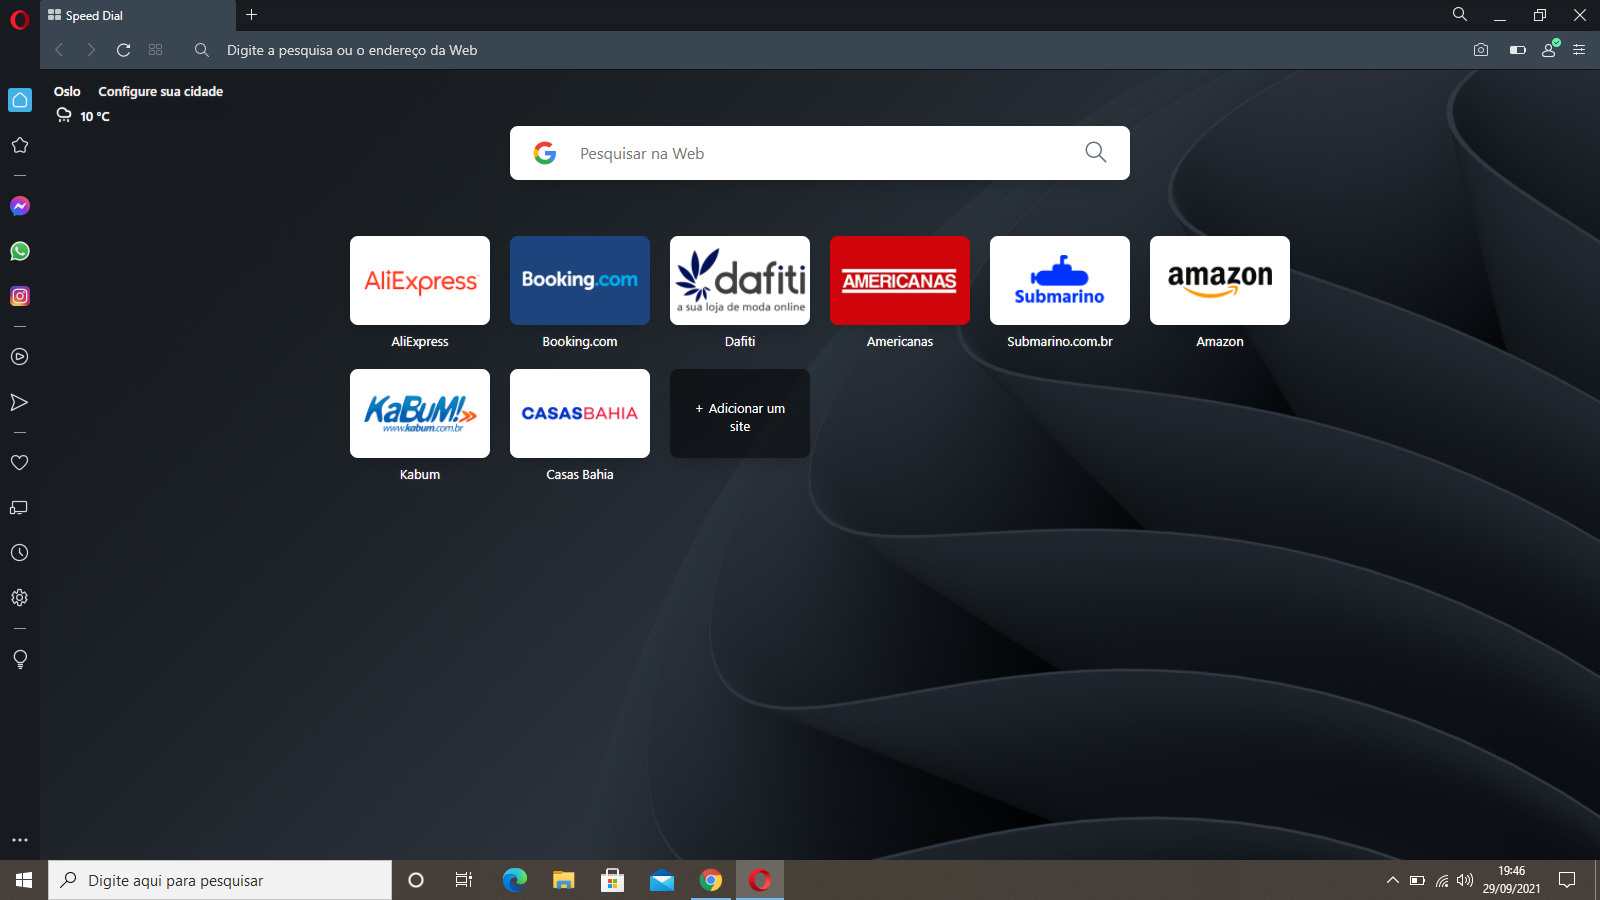 Speed Dial
Digite a pesquisa ou o endereço da Web
Oslo Configure sua cidade
10 °C
Pesquisar na Web
AliExpress
Booking.com
dafiti
a sua loja de moda online
AMERICANAS
Submarino
amazon
AliExpress
Booking.com
Dafiti
Americanas
Submarino.com.br
Amazon
KaBuM!
www.kabum.com.br
CASASBAHIA
+ Adicionar um
site
Kabum
Casas Bahia
Digite aqui para pesquisar
19:46
29/09/2021